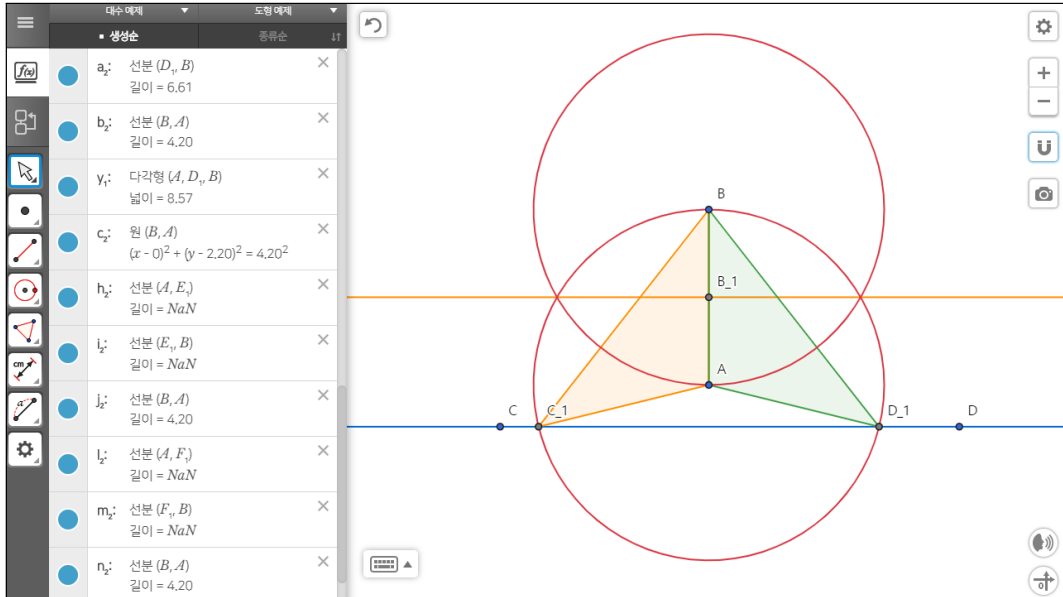 대수 예제 ▼ 도형 예제 ▼
▪ 생성순 종류순 ↓↑
f(x)
a₂: 선분 (D₁, B)
길이 = 6.61
b₂: 선분 (B, A)
길이 = 4.20
y₁: 다각형 (A, D₁, B)
넓이 = 8.57
c₂: 원 (B, A)
(x - 0)² + (y - 2.20)² = 4.20²
h₂: 선분 (A, E₁)
길이 = NaN
i₂: 선분 (E₁, B)
길이 = NaN
j₂: 선분 (B, A)
길이 = 4.20
l₂: 선분 (A, F₁)
길이 = NaN
m₂: 선분 (F₁, B)
길이 = NaN
n₂: 선분 (B, A)
길이 = 4.20
cm
α
B
B_1
A
C C_1 D_1 D
0